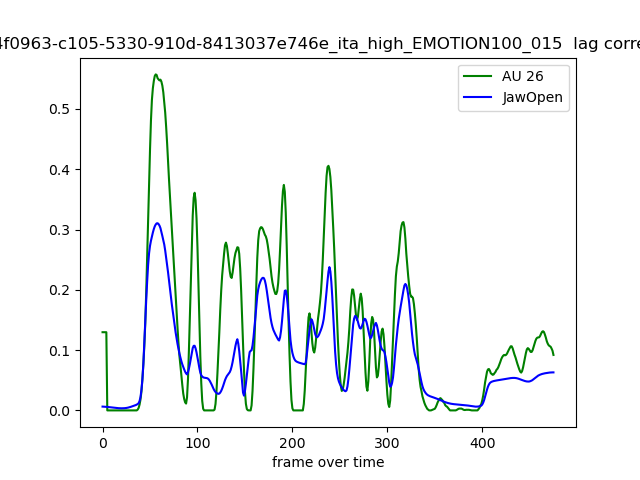 4f0963-c105-5330-910d-8413037e746e_ita_high_EMOTION100_015 lag corre
AU 26
JawOpen
0.5
0.4
0.3
0.2
0.1
0.0
0 100 200 300 400
frame over time